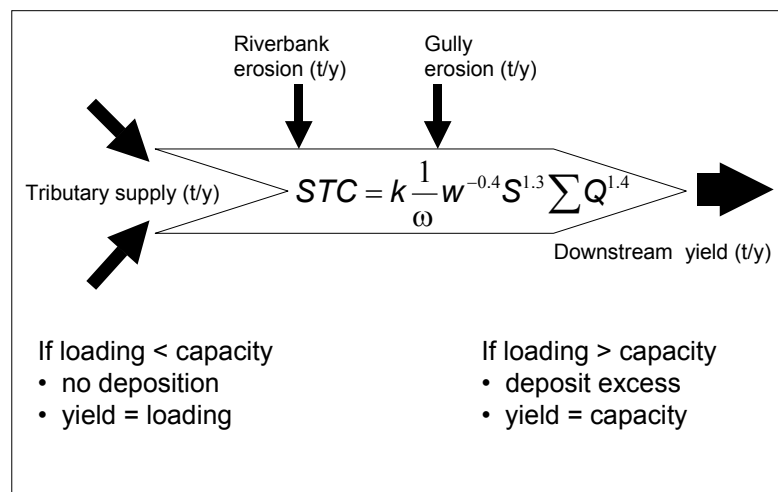 Riverbank
erosion (t/y)
Gully
erosion (t/y)
Tributary supply (t/y)
STC = k 1/ω w^-0.4 S^1.3 ∑ Q^1.4
Downstream yield (t/y)
If loading < capacity
• no deposition
• yield = loading
If loading > capacity
• deposit excess
• yield = capacity